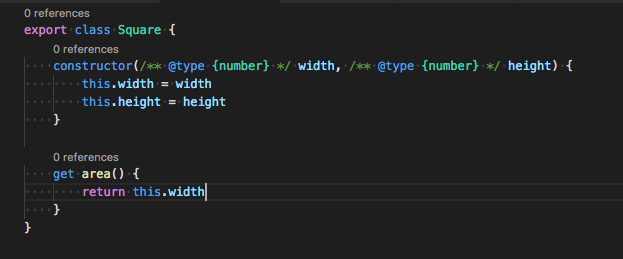 0 references
export class Square {
0 references
constructor(/** @type {number} */ width, /** @type {number} */ height) {
this.width = width
this.height = height
}
0 references
get area() {
return this.width
}
}